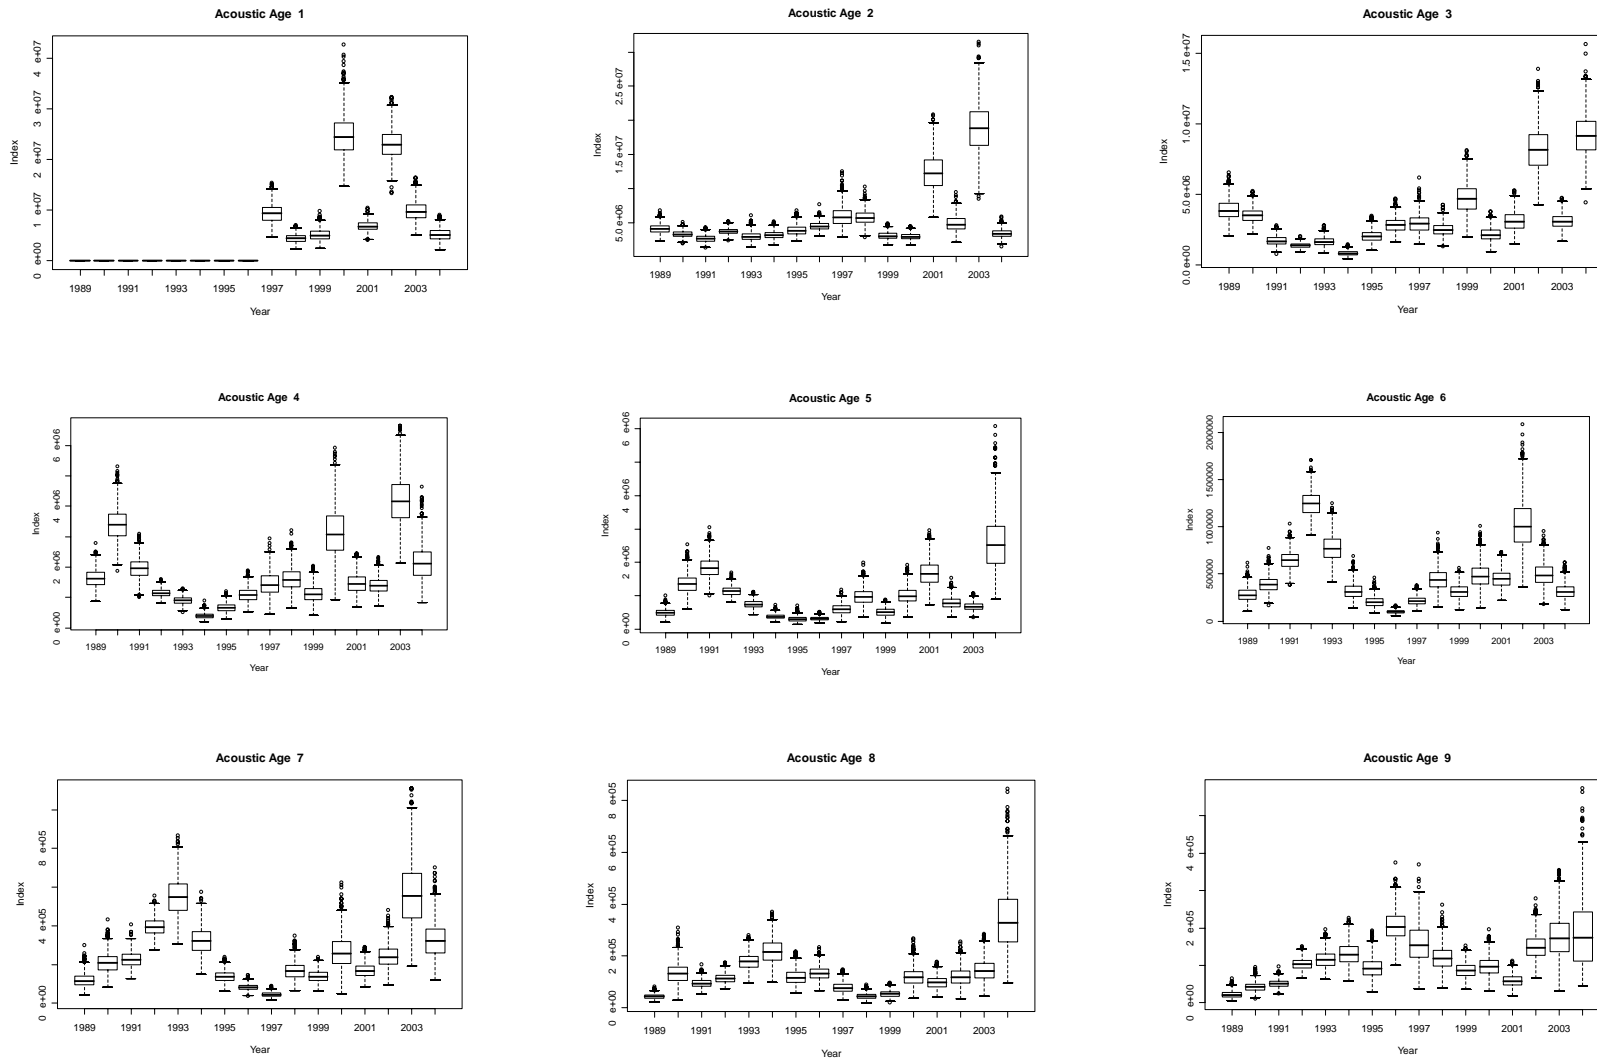 Acoustic Age 1
4 e+07
3 e+07
2 e+07
1 e+07
0 e+00
Index
1989 1991 1993 1995 1997 1999 2001 2003
Year
Acoustic Age 2
2.5 e+07
1.5 e+07
5.0 e+06
Index
1989 1991 1993 1995 1997 1999 2001 2003
Year
Acoustic Age 3
1.5 e+07
1.0 e+07
5.0 e+06
0.0 e+00
Index
1989 1991 1993 1995 1997 1999 2001 2003
Year
Acoustic Age 4
6 e+06
4 e+06
2 e+06
0 e+00
Index
1989 1991 1993 1995 1997 1999 2001 2003
Year
Acoustic Age 5
6 e+06
4 e+06
2 e+06
0 e+00
Index
1989 1991 1993 1995 1997 1999 2001 2003
Year
Acoustic Age 6
2000000
1500000
1000000
500000
0
Index
1989 1991 1993 1995 1997 1999 2001 2003
Year
Acoustic Age 7
8 e+05
4 e+05
0 e+00
Index
1989 1991 1993 1995 1997 1999 2001 2003
Year
Acoustic Age 8
8 e+05
6 e+05
4 e+05
2 e+05
0 e+00
Index
1989 1991 1993 1995 1997 1999 2001 2003
Year
Acoustic Age 9
4 e+05
2 e+05
0 e+00
Index
1989 1991 1993 1995 1997 1999 2001 2003
Year